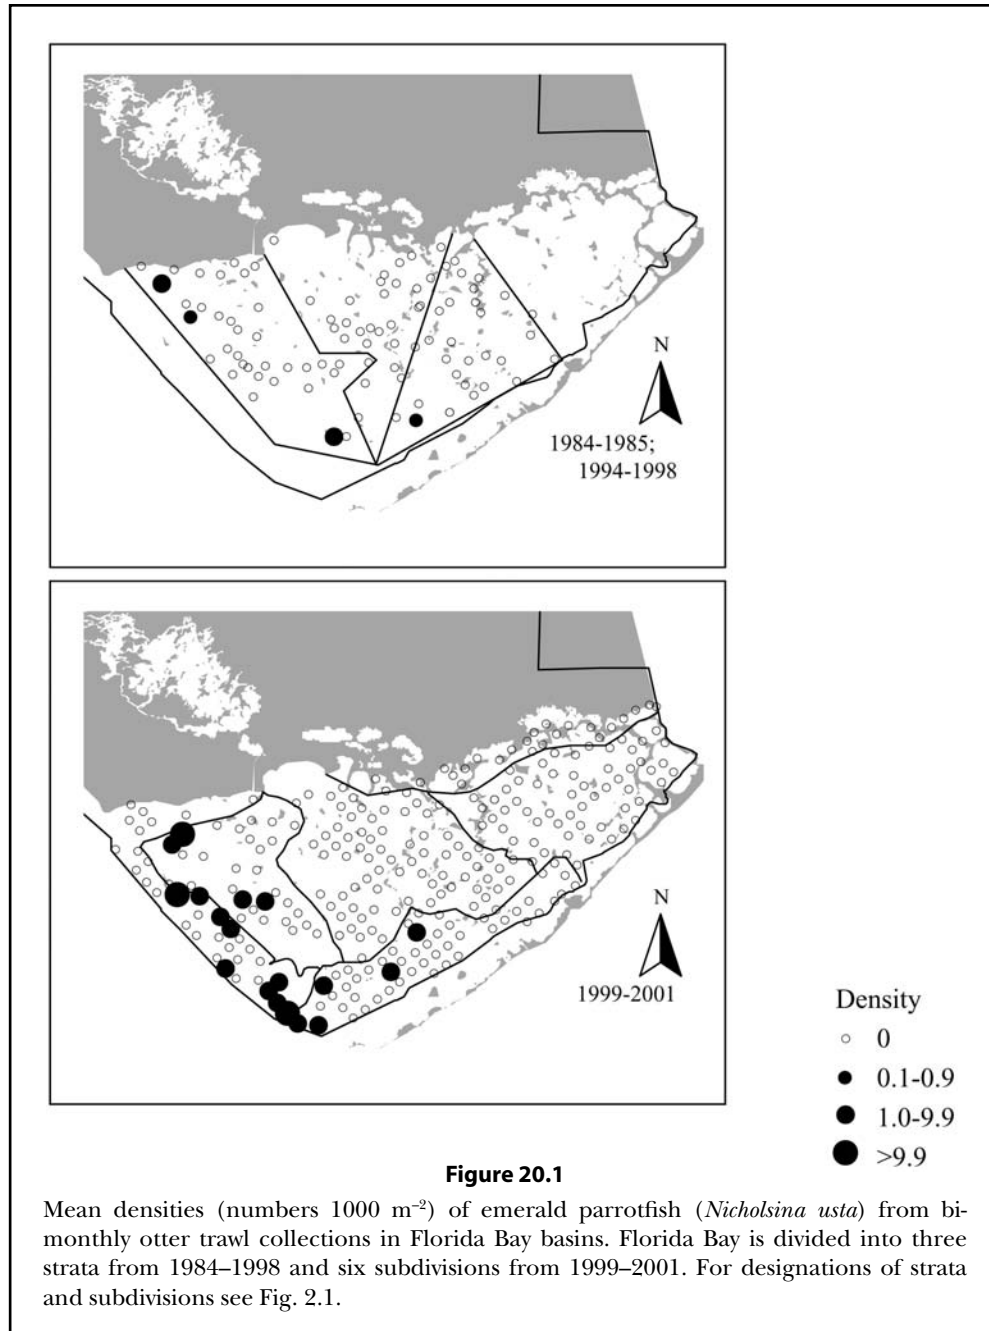 N
1984-1985;
1994-1998
N
1999-2001
Density
0
0.1-0.9
1.0-9.9
>9.9
Figure 20.1
Mean densities (numbers 1000 m⁻²) of emerald parrotfish (Nicholsina usta) from bi-
monthly otter trawl collections in Florida Bay basins. Florida Bay is divided into three
strata from 1984–1998 and six subdivisions from 1999–2001. For designations of strata
and subdivisions see Fig. 2.1.